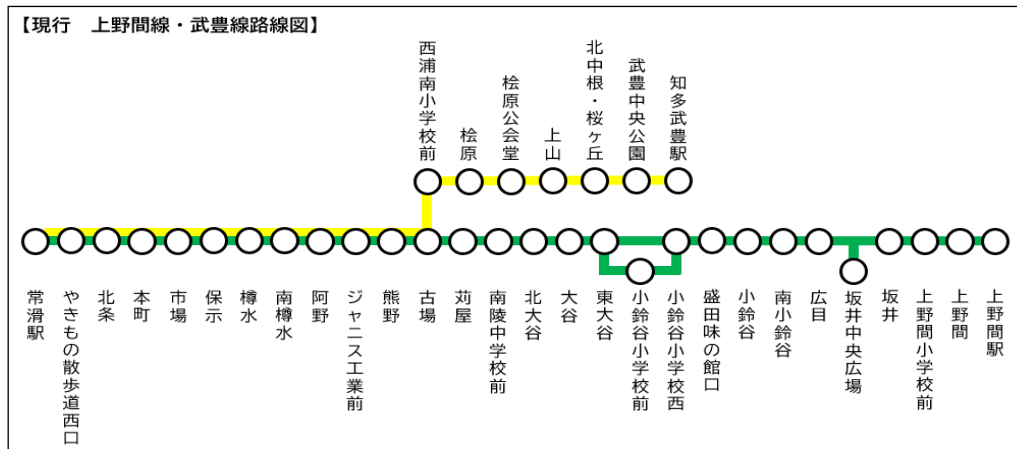 【現行　上野間線・武豊線路線図】
西浦南小学校前
桧原
桧原公会堂
上山
北中根・桜ヶ丘
武豊中央公園
知多武豊駅
常滑駅
やきもの散歩道西口
北条
本町
市場
保示
樽水
南樽水
阿野
ジャニス工業前
熊野
古場
苅屋
南陵中学校前
北大谷
大谷
東大谷
小鈴谷小学校前
小鈴谷小学校西
盛田味の館口
小鈴谷
南小鈴谷
広目
坂井中央広場
坂井
上野間小学校前
上野間
上野間駅